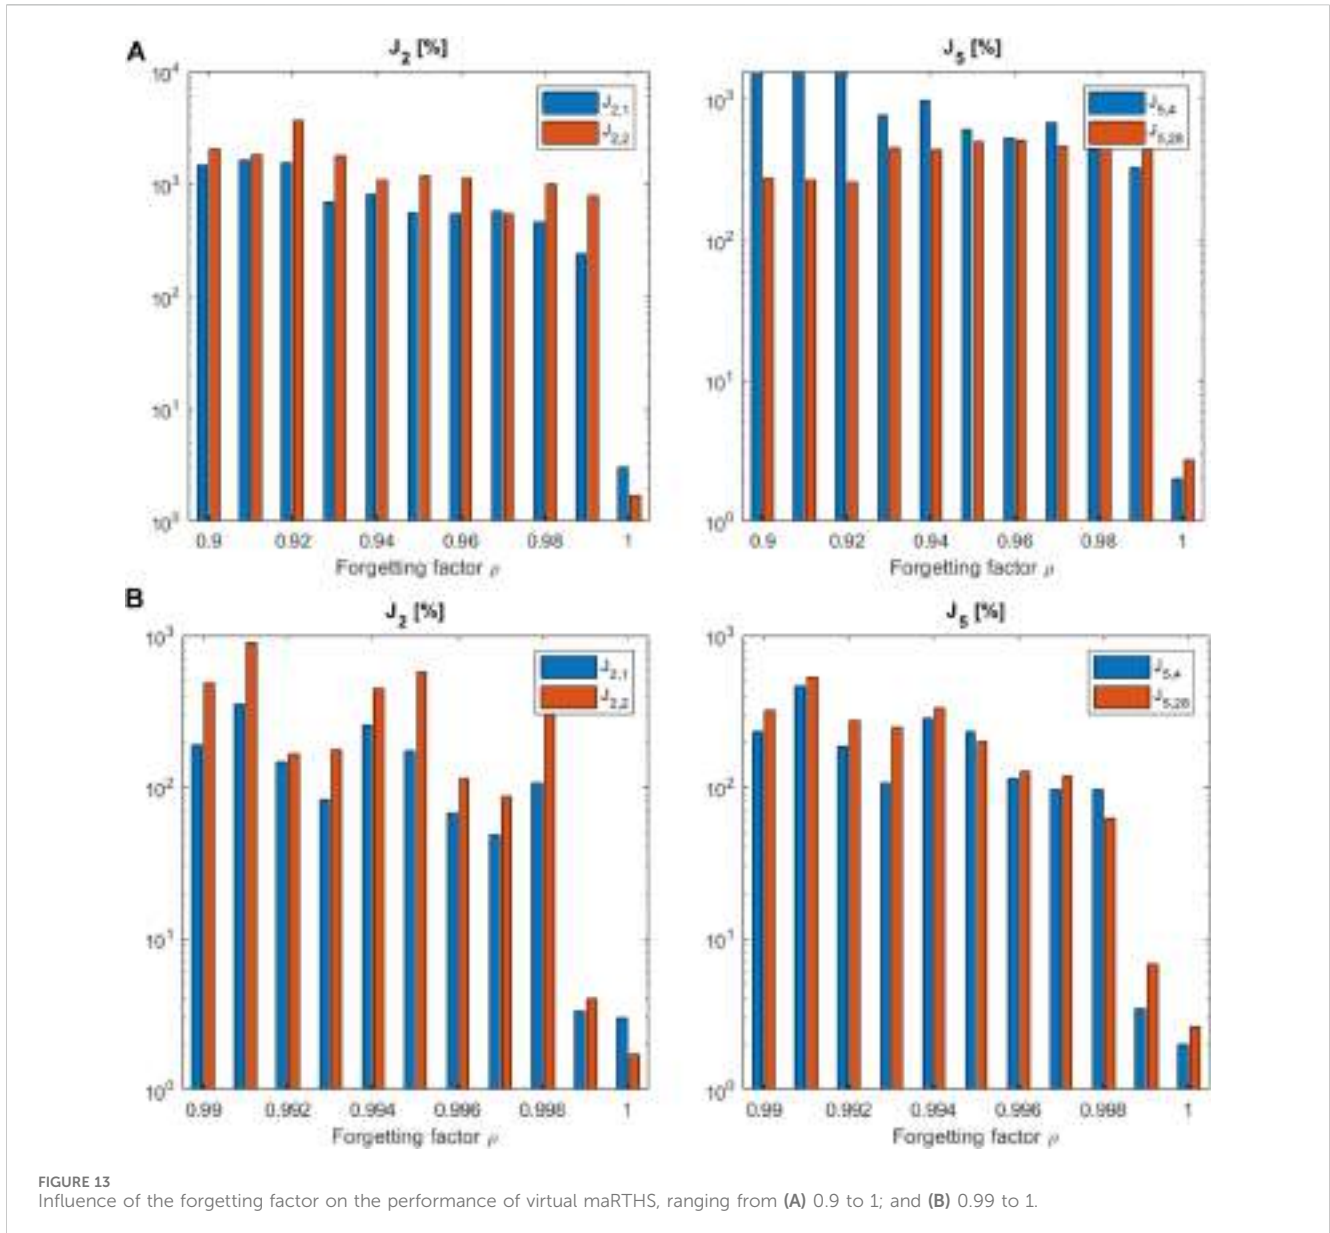 A
J2 [%]
10^4
10^3
10^2
10^1
10^0
J2,1
J2,2
0.9 0.92 0.94 0.96 0.98 1
Forgetting factor ρ
J5 [%]
10^3
10^2
10^1
10^0
J5,4
J5,28
0.9 0.92 0.94 0.96 0.98 1
Forgetting factor ρ
B
J2 [%]
10^3
10^2
10^1
10^0
J2,1
J2,2
0.99 0.992 0.994 0.996 0.998 1
Forgetting factor ρ
J5 [%]
10^3
10^2
10^1
10^0
J5,4
J5,28
0.99 0.992 0.994 0.996 0.998 1
Forgetting factor ρ
FIGURE 13
Influence of the forgetting factor on the performance of virtual maRTHS, ranging from (A) 0.9 to 1; and (B) 0.99 to 1.